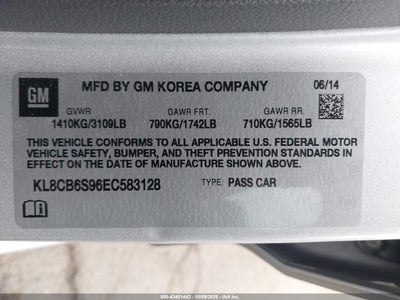 GM
MFD BY GM KOREA COMPANY
06/14
GVWR GAWR FRT. GAWR RR.
1410KG/3109LB 790KG/1742LB 710KG/1565LB
THIS VEHICLE CONFORMS TO ALL APPLICABLE U.S. FEDERAL MOTOR
VEHICLE SAFETY, BUMPER, AND THEFT PREVENTION STANDARDS IN
EFFECT ON THE DATE OF MANUFACTURE SHOWN ABOVE.
KL8CB6S96EC583128 TYPE: PASS CAR